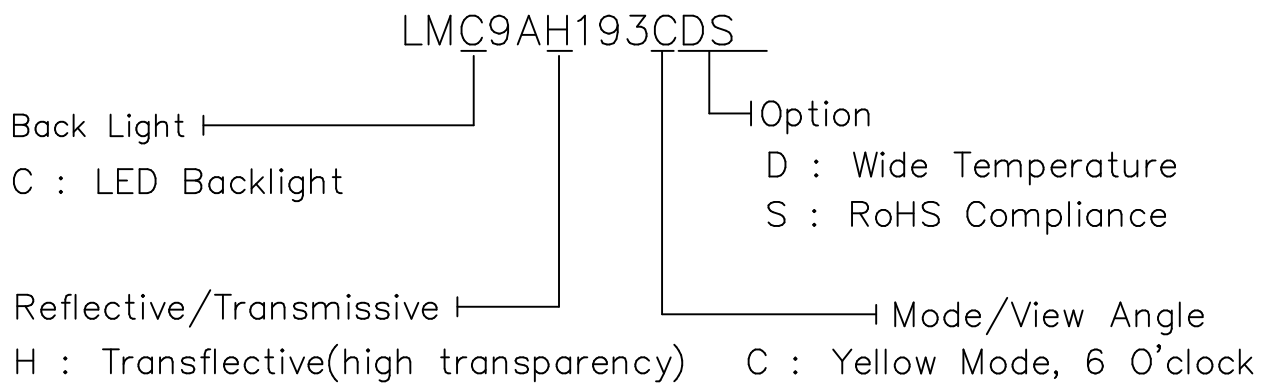 LMC9AH193CDS
Back Light
C : LED Backlight
Option
D : Wide Temperature
S : RoHS Compliance
Reflective/Transmissive
H : Transflective(high transparency)
Mode/View Angle
C : Yellow Mode, 6 O'clock